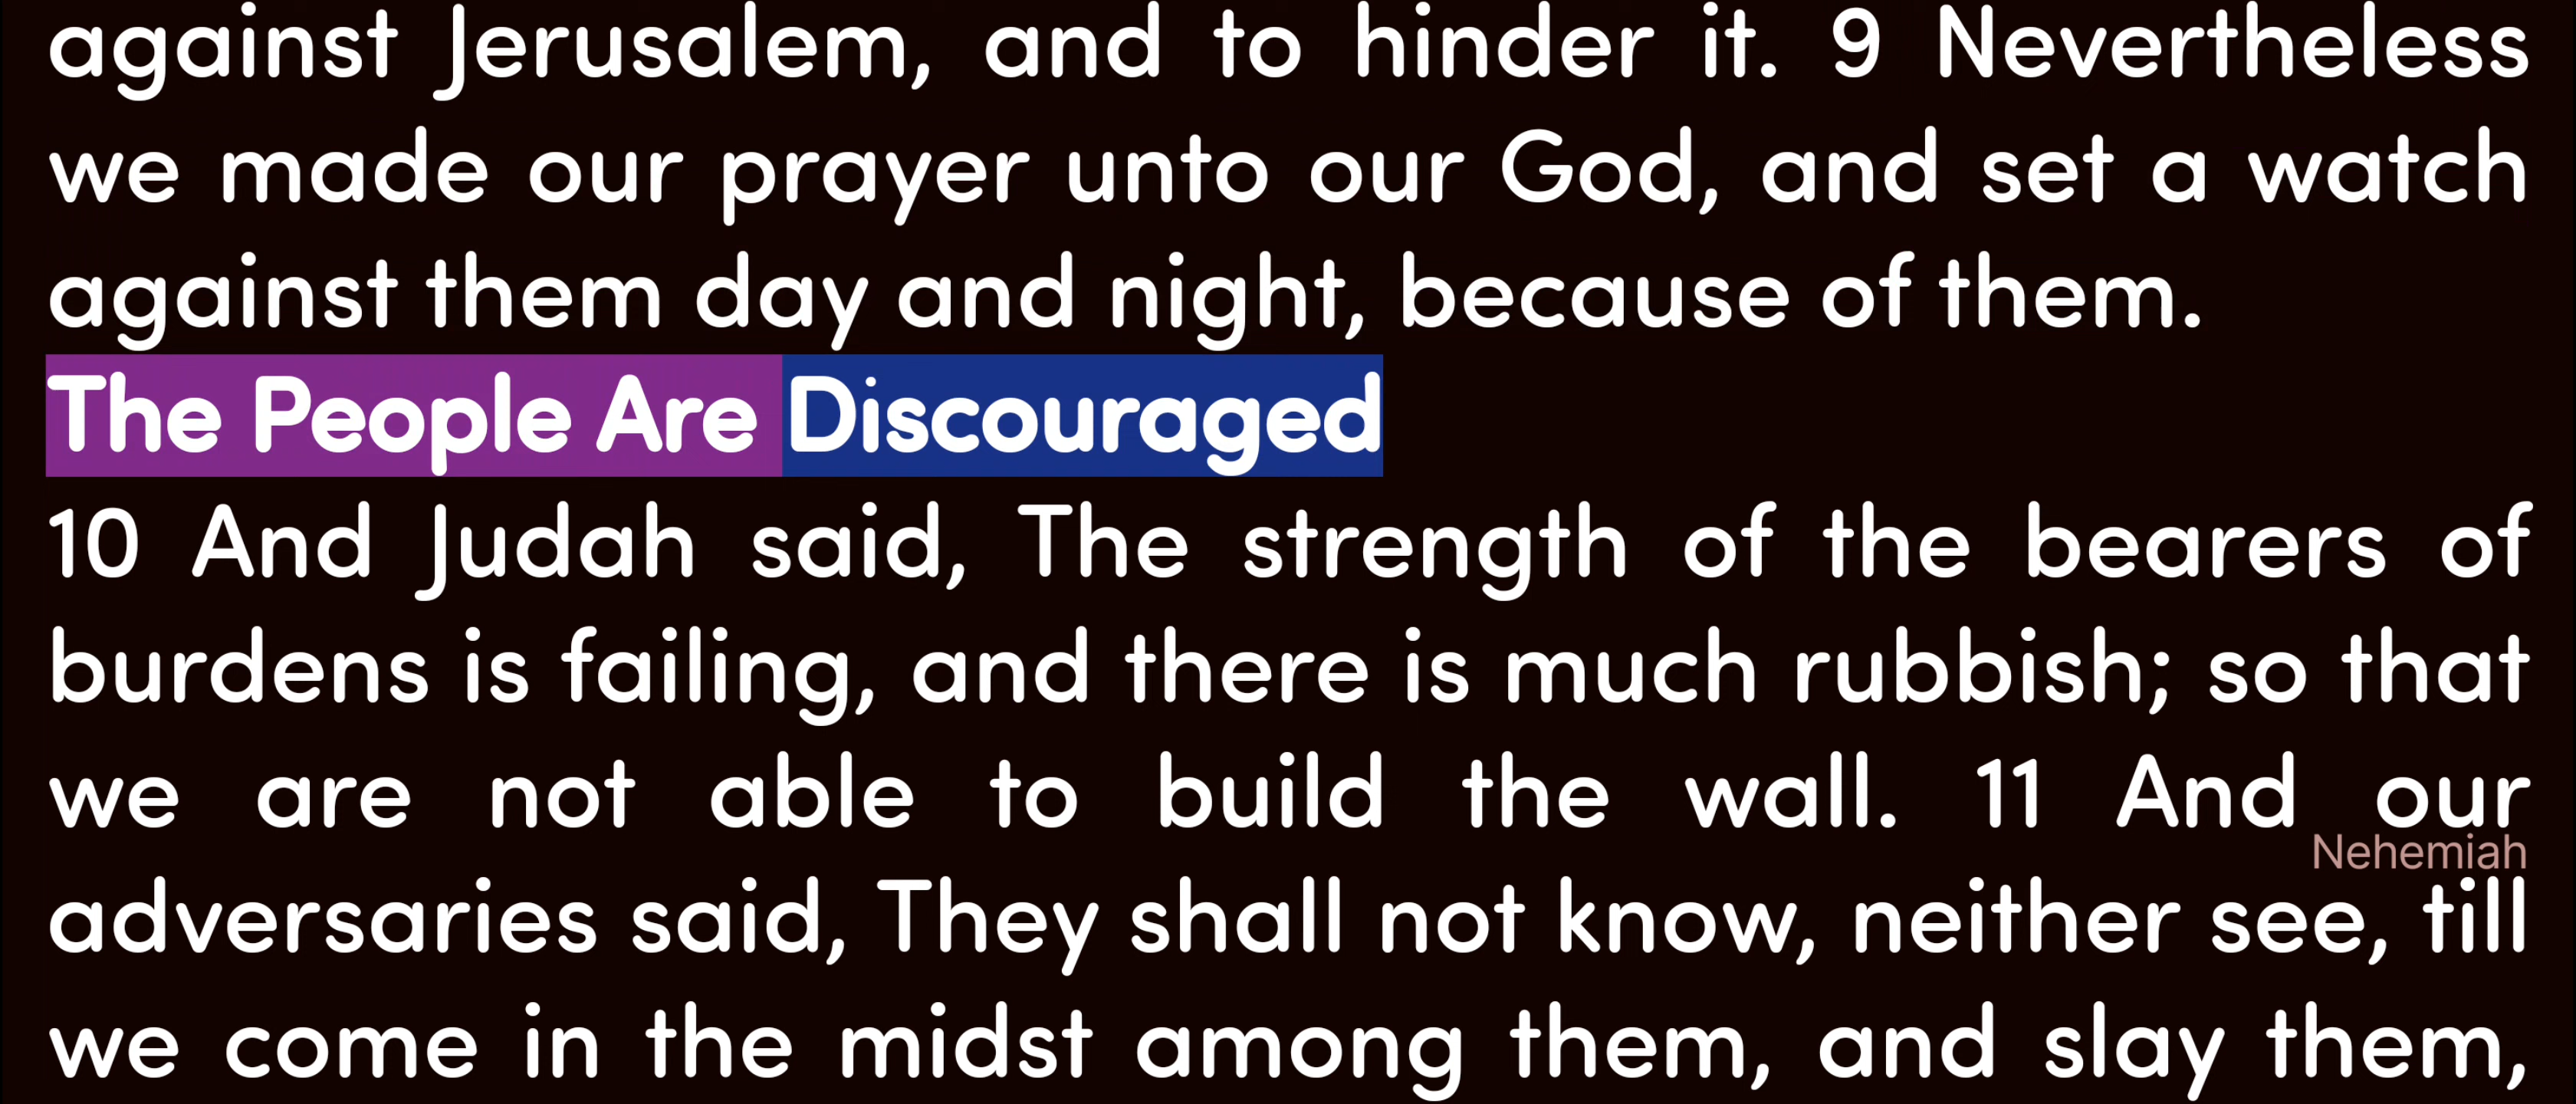 against Jerusalem, and to hinder it. 9 Nevertheless
we made our prayer unto our God, and set a watch
against them day and night, because of them.
The People Are Discouraged
10 And Judah said, The strength of the bearers of
burdens is failing, and there is much rubbish; so that
we are not able to build the wall. 11 And our
Nehemiah
adversaries said, They shall not know, neither see, till
we come in the midst among them, and slay them,